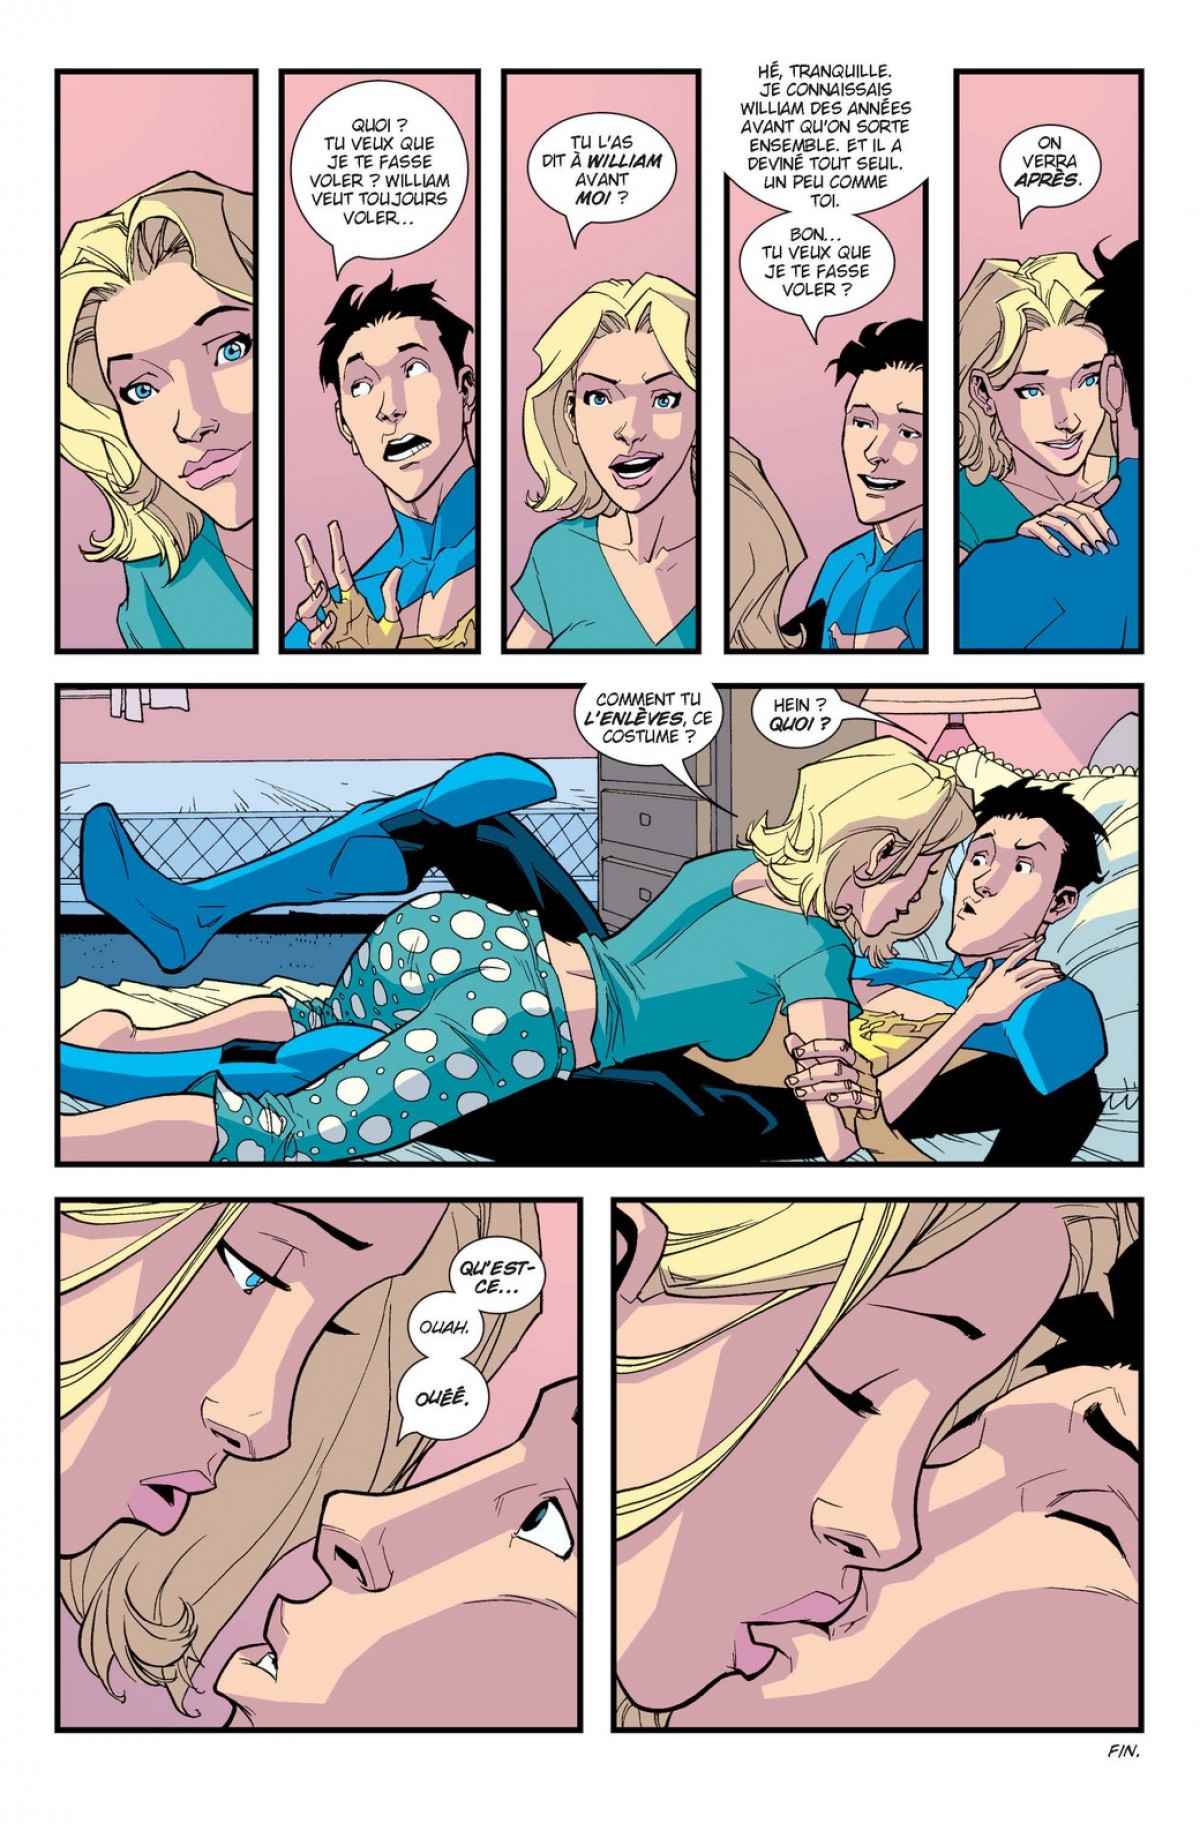 QUOI ?
TU VEUX QUE
JE TE FASSE
VOLER ? WILLIAM
VEUT TOUJOURS
VOLER...
TU L'AS
DIT À WILLIAM
AVANT
MOI ?
HÉ, TRANQUILLE.
JE CONNAISSAIS
WILLIAM DES ANNÉES
AVANT QU'ON SORTE
ENSEMBLE. ET IL A
DEVINÉ TOUT SEUL.
UN PEU COMME
TOI.
BON...
TU VEUX QUE
JE TE FASSE
VOLER ?
ON
VERRA
APRÈS.
COMMENT TU
L'ENLÈVES, CE
COSTUME ?
HEIN ?
QUOI ?
QU'EST-
CE...
OUAH.
OUÉÉ.
FIN.